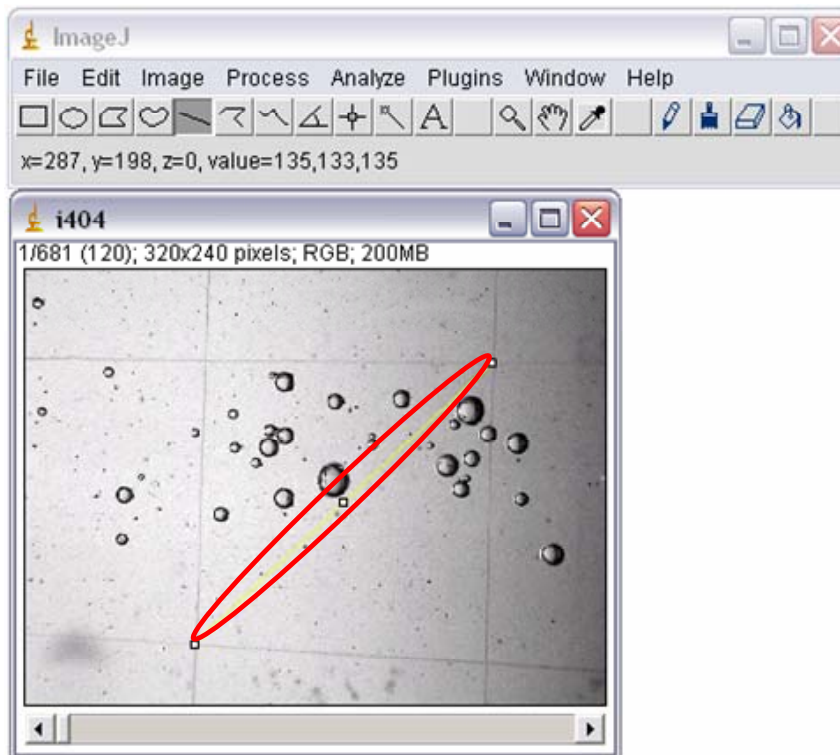 ImageJ
File Edit Image Process Analyze Plugins Window Help
A
x=287, y=198, z=0, value=135,133,135
i404
1/681 (120); 320x240 pixels; RGB; 200MB